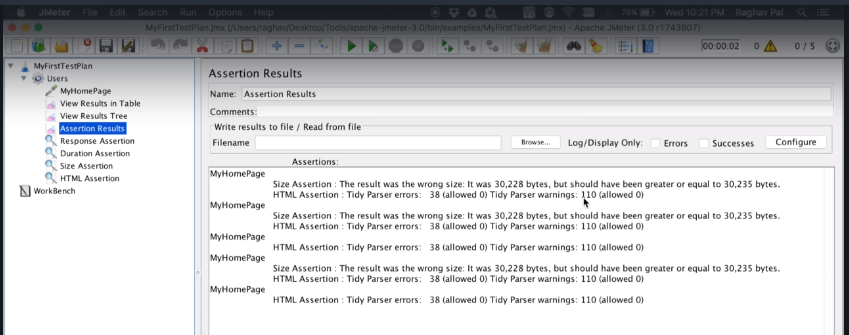 JMeter File Edit Search Run Options Help 75% Wed 10:21 PM Raghav Pal
MyFirstTestPlan.jmx (/Users/raghav/Desktop/Tools/apache-jmeter-3.0/bin/examples/MyFirstTestPlan.jmx) - Apache JMeter (3.0 r1743807)
00:00:02 0 0 / 5
MyFirstTestPlan
Users
MyHomePage
View Results in Table
View Results Tree
Assertion Results
Response Assertion
Duration Assertion
Size Assertion
HTML Assertion
WorkBench
Assertion Results
Name: Assertion Results
Comments:
Write results to file / Read from file
Filename Browse... Log/Display Only: Errors Successes Configure
Assertions:
MyHomePage
Size Assertion : The result was the wrong size: It was 30,228 bytes, but should have been greater or equal to 30,235 bytes.
HTML Assertion : Tidy Parser errors: 38 (allowed 0) Tidy Parser warnings: 110 (allowed 0)
MyHomePage
Size Assertion : The result was the wrong size: It was 30,228 bytes, but should have been greater or equal to 30,235 bytes.
HTML Assertion : Tidy Parser errors: 38 (allowed 0) Tidy Parser warnings: 110 (allowed 0)
MyHomePage
HTML Assertion : Tidy Parser errors: 38 (allowed 0) Tidy Parser warnings: 110 (allowed 0)
MyHomePage
Size Assertion : The result was the wrong size: It was 30,228 bytes, but should have been greater or equal to 30,235 bytes.
HTML Assertion : Tidy Parser errors: 38 (allowed 0) Tidy Parser warnings: 110 (allowed 0)
MyHomePage
HTML Assertion : Tidy Parser errors: 38 (allowed 0) Tidy Parser warnings: 110 (allowed 0)